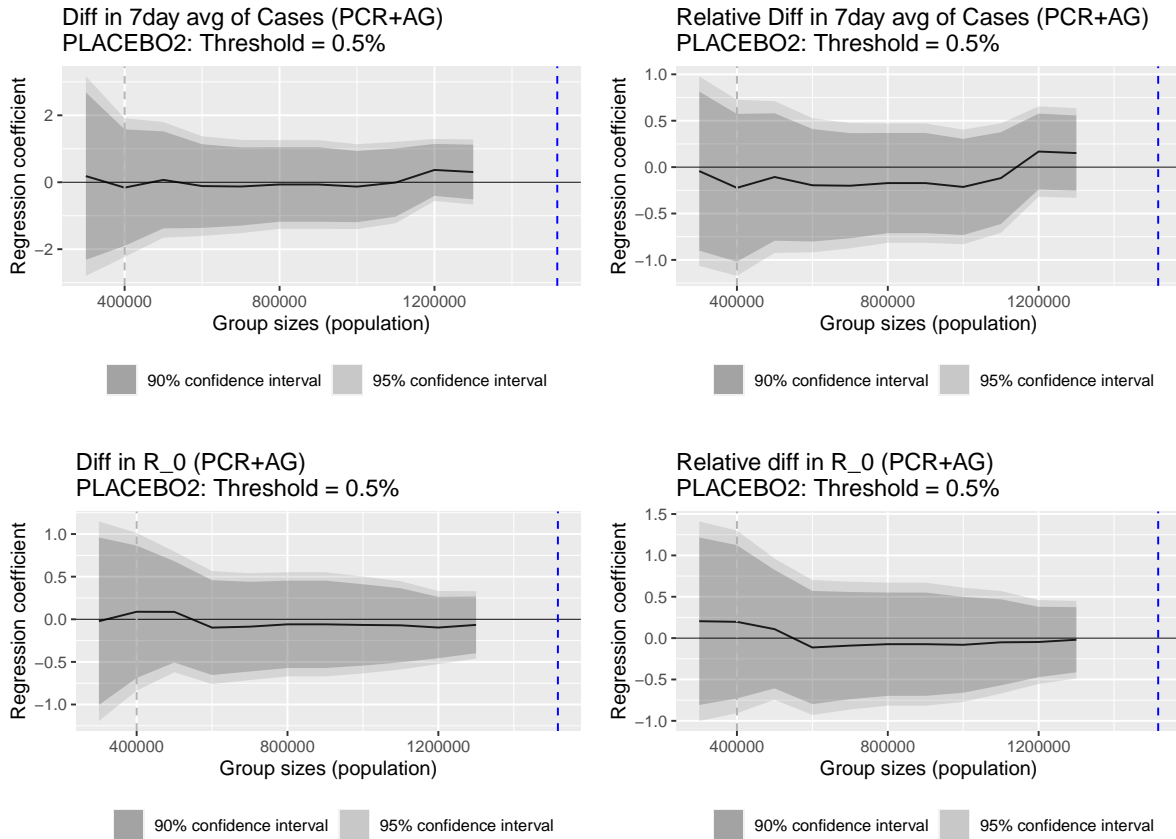 Diff in 7day avg of Cases (PCR+AG)
PLACEBO2: Threshold = 0.5%
Regression coefficient
2
0
−2
400000
800000
1200000
Group sizes (population)
90% confidence interval
95% confidence interval
Relative Diff in 7day avg of Cases (PCR+AG)
PLACEBO2: Threshold = 0.5%
Regression coefficient
1.0
0.5
0.0
−0.5
−1.0
400000
800000
1200000
Group sizes (population)
90% confidence interval
95% confidence interval
Diff in R_0 (PCR+AG)
PLACEBO2: Threshold = 0.5%
Regression coefficient
1.0
0.5
0.0
−0.5
−1.0
400000
800000
1200000
Group sizes (population)
90% confidence interval
95% confidence interval
Relative diff in R_0 (PCR+AG)
PLACEBO2: Threshold = 0.5%
Regression coefficient
1.5
1.0
0.5
0.0
−0.5
−1.0
400000
800000
1200000
Group sizes (population)
90% confidence interval
95% confidence interval